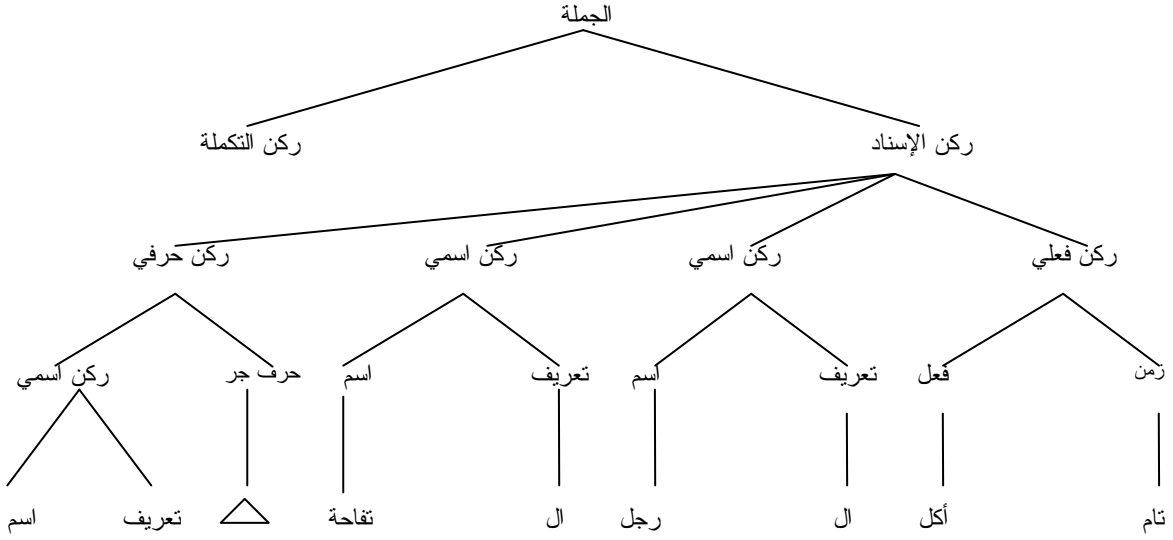 الجملة
ركن الإسناد ركن التكملة
ركن فعلي ركن اسمي ركن اسمي ركن حرفي
زمن فعل تعريف اسم تعريف اسم حرف جر ركن اسمي
تام أكل ال رجل ال تفاحة تعريف اسم